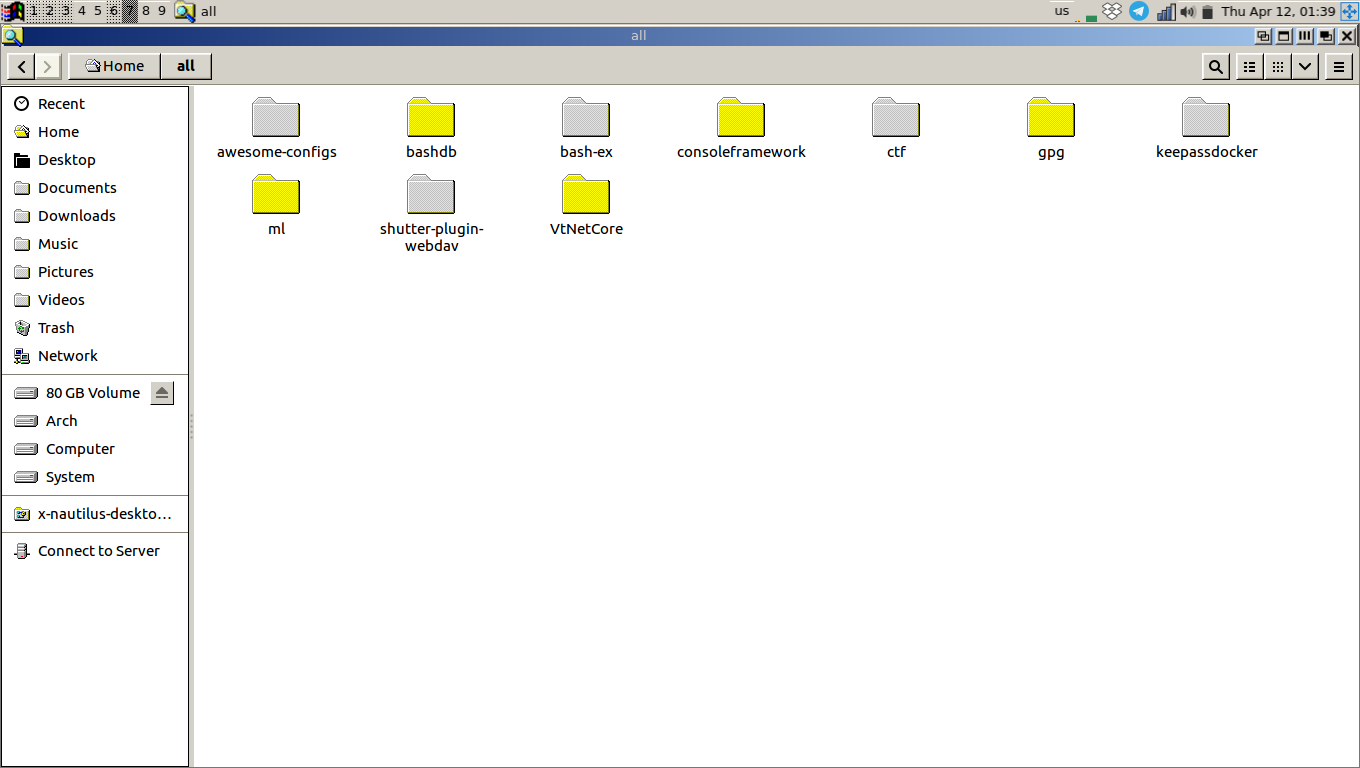 1 2 3 4 5 6 7 8 9 all us Thu Apr 12, 01:39
all
Home all
Recent
Home
Desktop
Documents
Downloads
Music
Pictures
Videos
Trash
Network
80 GB Volume
Arch
Computer
System
x-nautilus-deskto…
Connect to Server
awesome-configs bashdb bash-ex consoleframework ctf gpg keepassdocker
ml shutter-plugin- VtNetCore
webdav